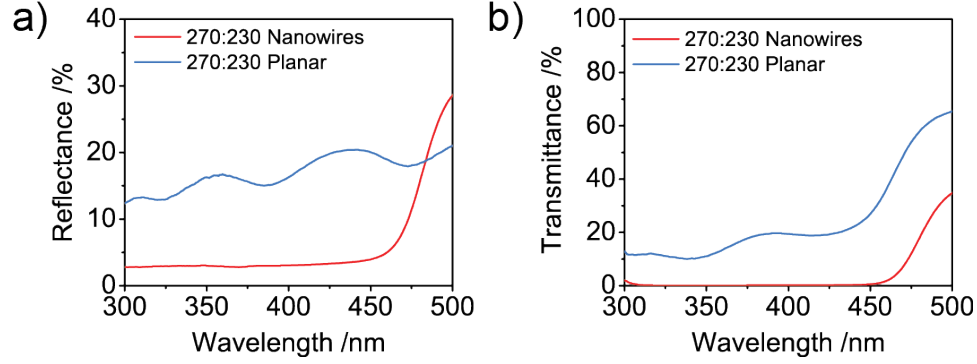 a)
40
30
20
10
0
Reflectance /%
270:230 Nanowires
270:230 Planar
300 350 400 450 500
Wavelength /nm
b)
100
80
60
40
20
0
Transmittance /%
270:230 Nanowires
270:230 Planar
300 350 400 450 500
Wavelength /nm